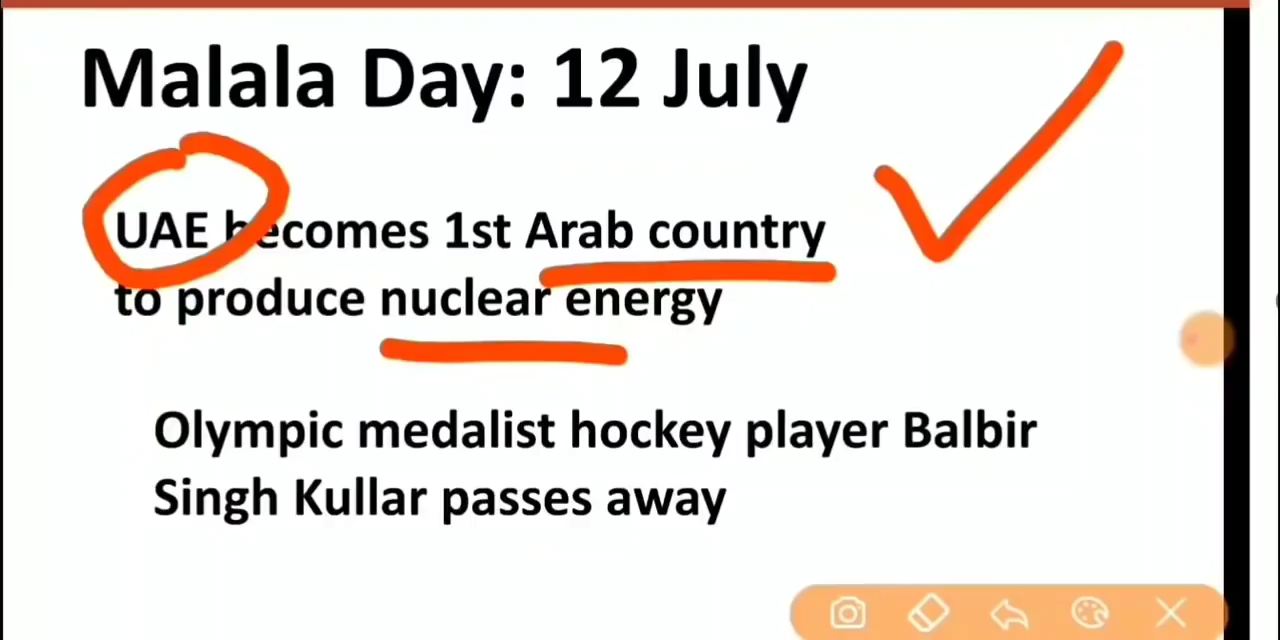 Malala Day: 12 July
UAE becomes 1st Arab country
to produce nuclear energy
Olympic medalist hockey player Balbir
Singh Kullar passes away